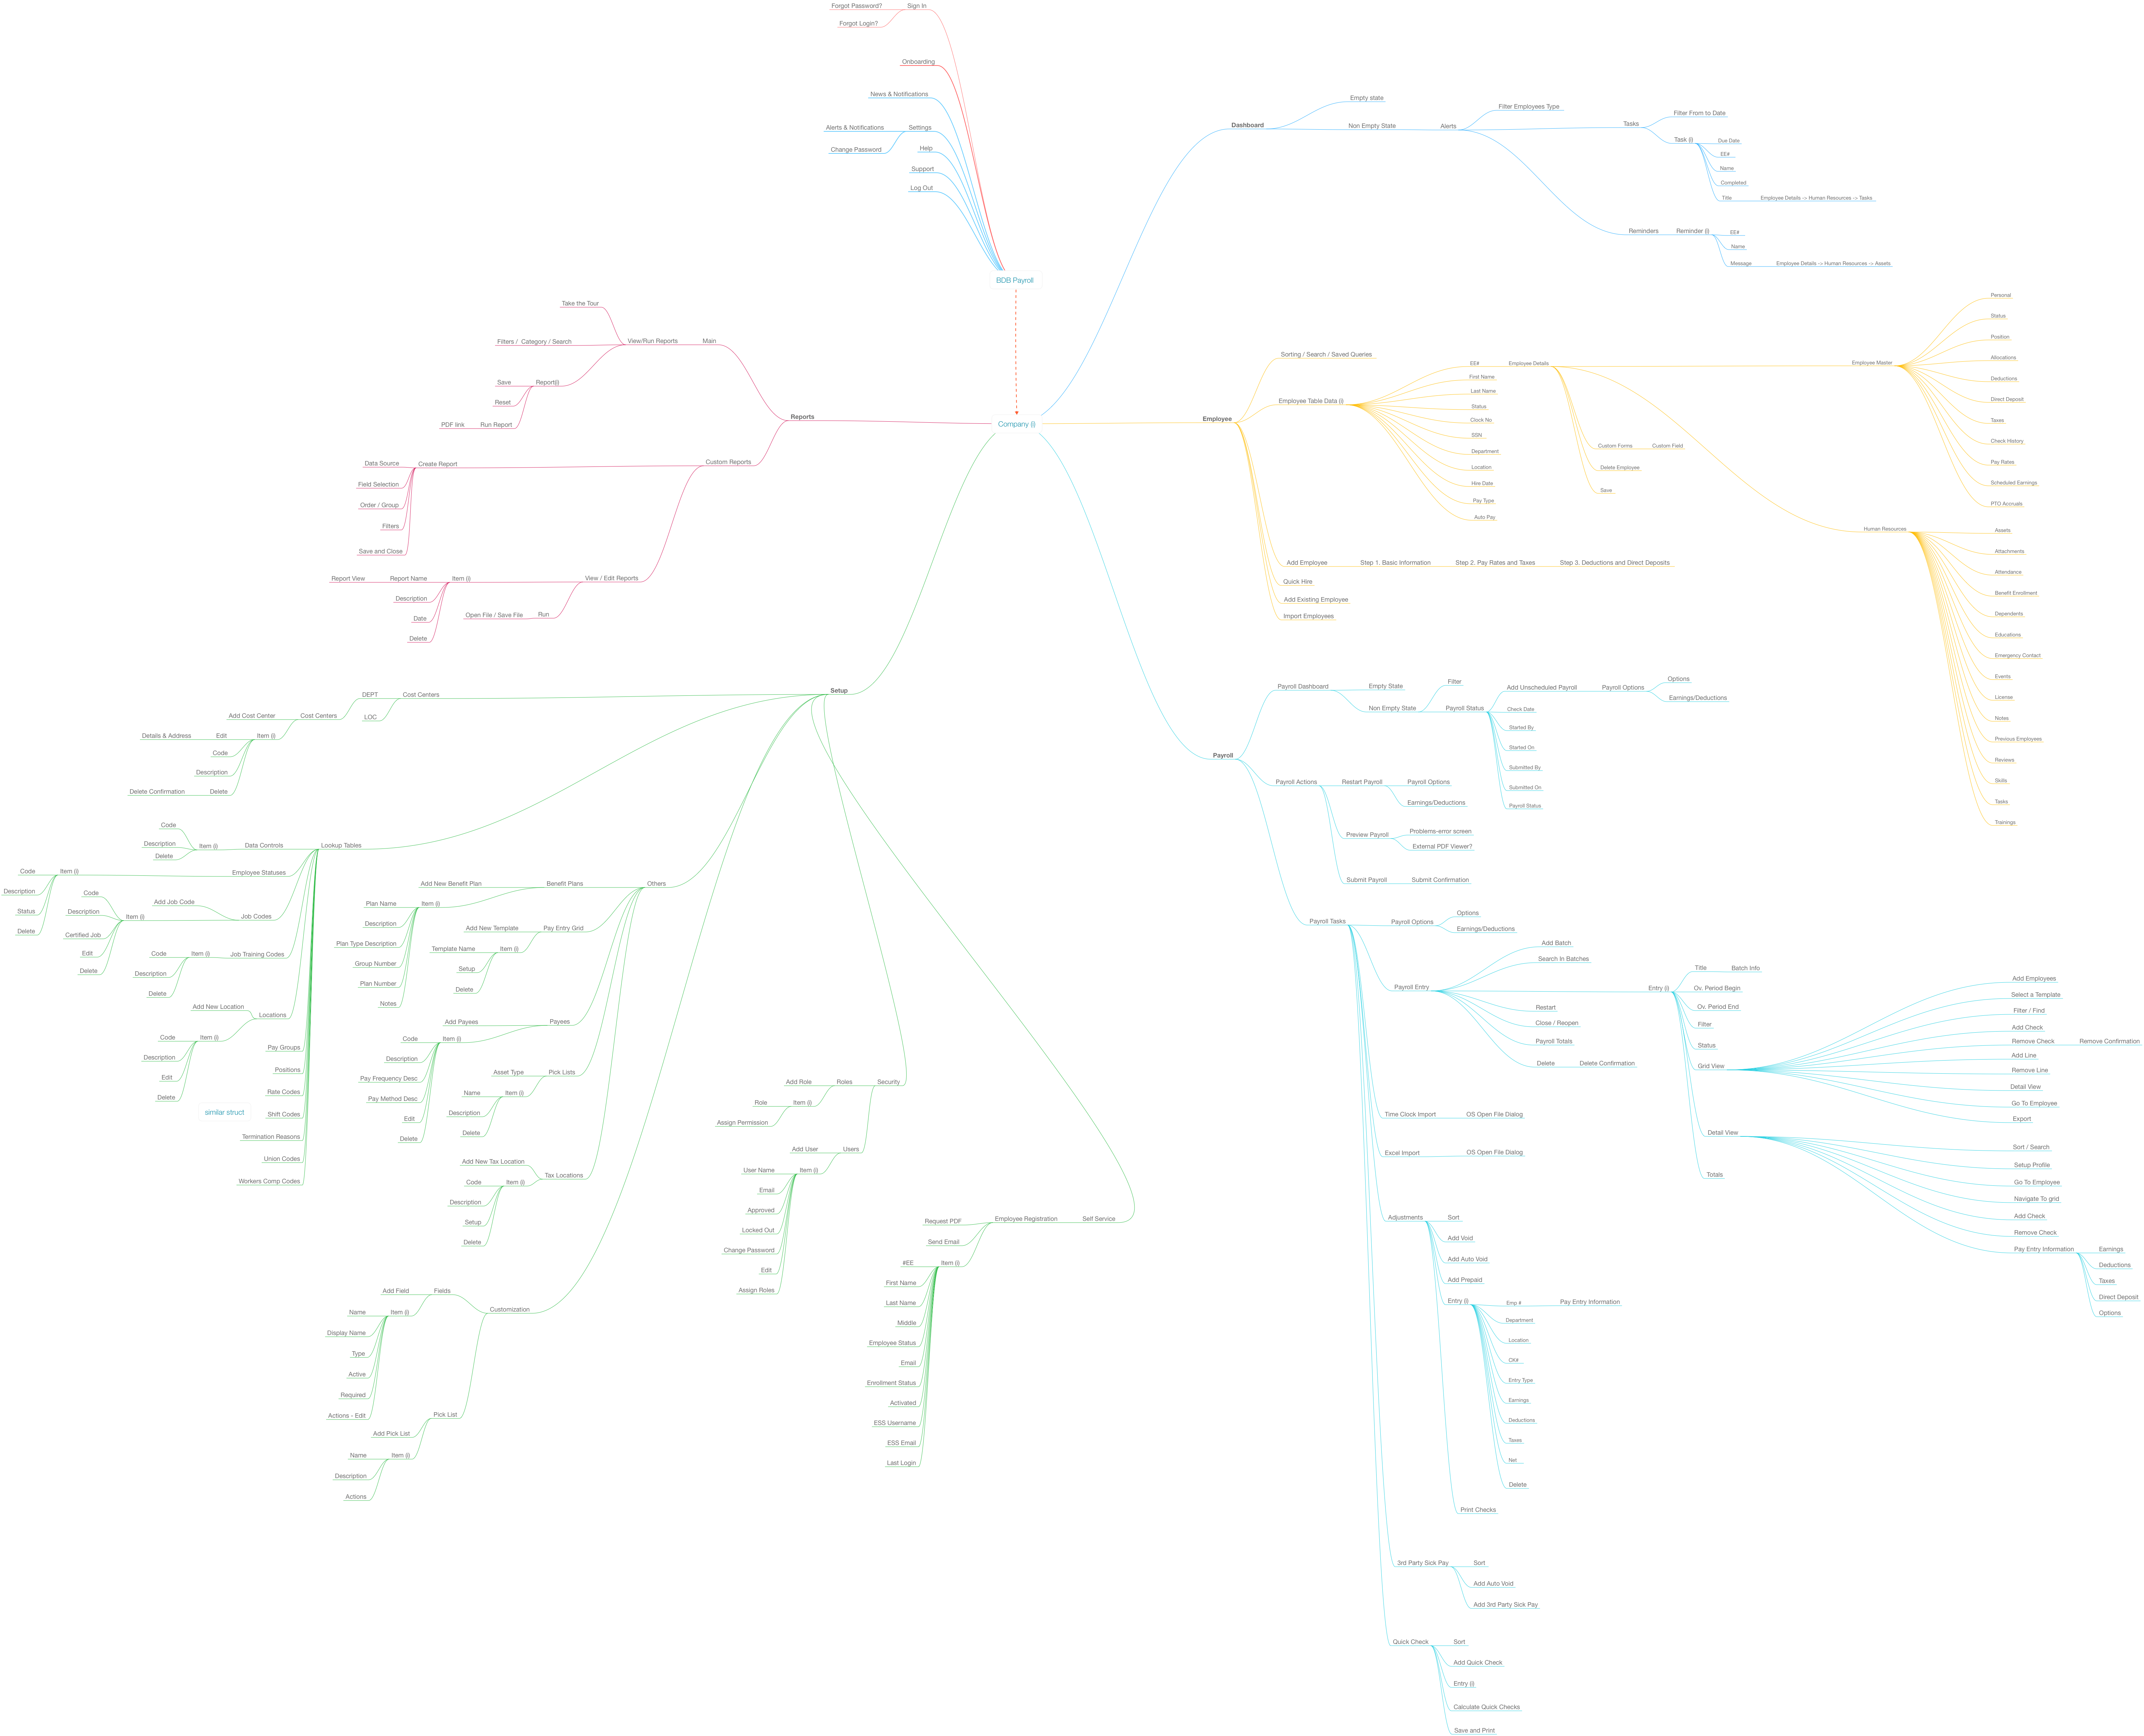 Forgot Password?
Sign In
Forgot Login?
Onboarding
News & Notifications
Alerts & Notifications
Settings
Change Password
Help
Support
Log Out
BDB Payroll
Company (i)
Dashboard
Empty state
Non Empty State
Alerts
Filter Employees Type
Tasks
Filter From to Date
Task (i)
Due Date
EE#
Name
Completed
Title
Employee Details -> Human Resources -> Tasks
Reminders
Reminder (i)
EE#
Name
Message
Employee Details -> Human Resources -> Assets
Employee
Sorting / Search / Saved Queries
Employee Table Data (i)
EE#
Employee Details
First Name
Last Name
Status
Clock No
SSN
Department
Location
Hire Date
Pay Type
Auto Pay
Custom Forms
Custom Field
Delete Employee
Save
Employee Master
Personal
Status
Position
Allocations
Deductions
Direct Deposit
Taxes
Check History
Pay Rates
Scheduled Earnings
PTO Accruals
Human Resources
Assets
Attachments
Attendance
Benefit Enrollment
Dependents
Educations
Emergency Contact
Events
License
Notes
Previous Employees
Reviews
Skills
Tasks
Trainings
Add Employee
Step 1. Basic Information
Step 2. Pay Rates and Taxes
Step 3. Deductions and Direct Deposits
Quick Hire
Add Existing Employee
Import Employees
Reports
Main
View/Run Reports
Take the Tour
Filters / Category / Search
Report(i)
Save
Reset
Run Report
PDF link
Custom Reports
Create Report
Data Source
Field Selection
Order / Group
Filters
Save and Close
View / Edit Reports
Item (i)
Report Name
Report View
Description
Date
Delete
Run
Open File / Save File
Setup
Cost Centers
DEPT
LOC
Cost Centers
Add Cost Center
Item (i)
Edit
Details & Address
Code
Description
Delete
Delete Confirmation
Lookup Tables
Data Controls
Item (i)
Code
Description
Delete
Employee Statuses
Item (i)
Code
Description
Status
Delete
Job Codes
Add Job Code
Item (i)
Code
Description
Certified Job
Edit
Delete
Job Training Codes
Item (i)
Code
Description
Delete
Locations
Add New Location
Item (i)
Code
Description
Edit
Delete
Pay Groups
Positions
Rate Codes
Shift Codes
Termination Reasons
Union Codes
Workers Comp Codes
similar struct
Others
Benefit Plans
Add New Benefit Plan
Item (i)
Plan Name
Description
Plan Type Description
Group Number
Plan Number
Notes
Pay Entry Grid
Add New Template
Item (i)
Template Name
Setup
Delete
Payees
Add Payees
Item (i)
Code
Description
Pay Frequency Desc
Pay Method Desc
Edit
Delete
Pick Lists
Asset Type
Item (i)
Name
Description
Delete
Tax Locations
Add New Tax Location
Item (i)
Code
Description
Setup
Delete
Security
Roles
Add Role
Item (i)
Role
Assign Permission
Users
Add User
Item (i)
User Name
Email
Approved
Locked Out
Change Password
Edit
Assign Roles
Self Service
Employee Registration
Request PDF
Send Email
Item (i)
#EE
First Name
Last Name
Middle
Employee Status
Email
Enrollment Status
Activated
ESS Username
ESS Email
Last Login
Customization
Fields
Add Field
Item (i)
Name
Display Name
Type
Active
Required
Actions - Edit
Pick List
Add Pick List
Item (i)
Name
Description
Actions
Payroll
Payroll Dashboard
Empty State
Non Empty State
Filter
Payroll Status
Add Unscheduled Payroll
Payroll Options
Options
Earnings/Deductions
Check Date
Started By
Started On
Submitted By
Submitted On
Payroll Status
Payroll Actions
Restart Payroll
Payroll Options
Earnings/Deductions
Preview Payroll
Problems-error screen
External PDF Viewer?
Submit Payroll
Submit Confirmation
Payroll Tasks
Payroll Options
Options
Earnings/Deductions
Payroll Entry
Add Batch
Search In Batches
Entry (i)
Restart
Close / Reopen
Payroll Totals
Delete
Delete Confirmation
Title
Batch Info
Ov. Period Begin
Ov. Period End
Filter
Status
Grid View
Add Employees
Select a Template
Filter / Find
Add Check
Remove Check
Remove Confirmation
Add Line
Remove Line
Detail View
Go To Employee
Export
Detail View
Sort / Search
Setup Profile
Go To Employee
Navigate To grid
Add Check
Remove Check
Pay Entry Information
Earnings
Deductions
Taxes
Direct Deposit
Options
Totals
Time Clock Import
OS Open File Dialog
Excel Import
OS Open File Dialog
Adjustments
Sort
Add Void
Add Auto Void
Add Prepaid
Entry (i)
Emp #
Pay Entry Information
Department
Location
CK#
Entry Type
Earnings
Deductions
Taxes
Net
Delete
Print Checks
3rd Party Sick Pay
Sort
Add Auto Void
Add 3rd Party Sick Pay
Quick Check
Sort
Add Quick Check
Entry (i)
Calculate Quick Checks
Save and Print